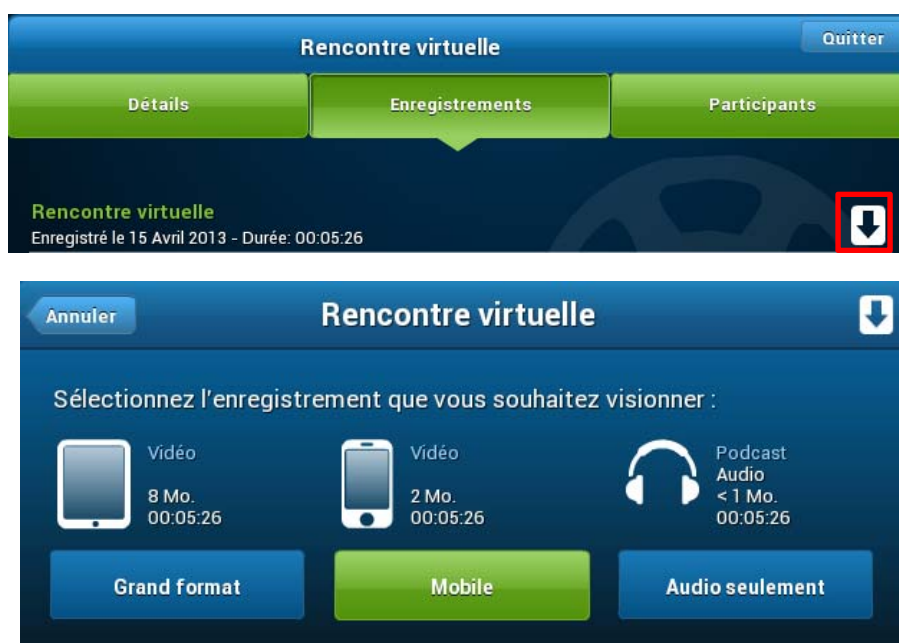 Rencontre virtuelle
Quitter
Détails
Enregistrements
Participants
Rencontre virtuelle
Enregistré le 15 Avril 2013 - Durée: 00:05:26
Annuler
Rencontre virtuelle
Sélectionnez l'enregistrement que vous souhaitez visionner :
Vidéo
8 Mo.
00:05:26
Vidéo
2 Mo.
00:05:26
Podcast
Audio
< 1 Mo.
00:05:26
Grand format
Mobile
Audio seulement